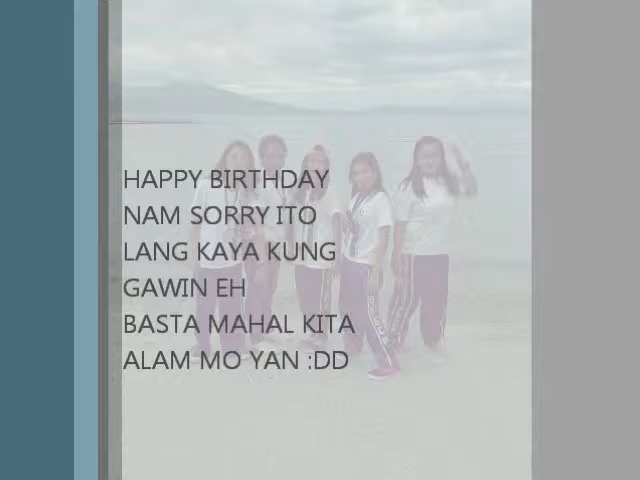 HAPPY BIRTHDAY
NAM SORRY ITO
LANG KAYA KUNG
GAWIN EH
BASTA MAHAL KITA
ALAM MO YAN :DD